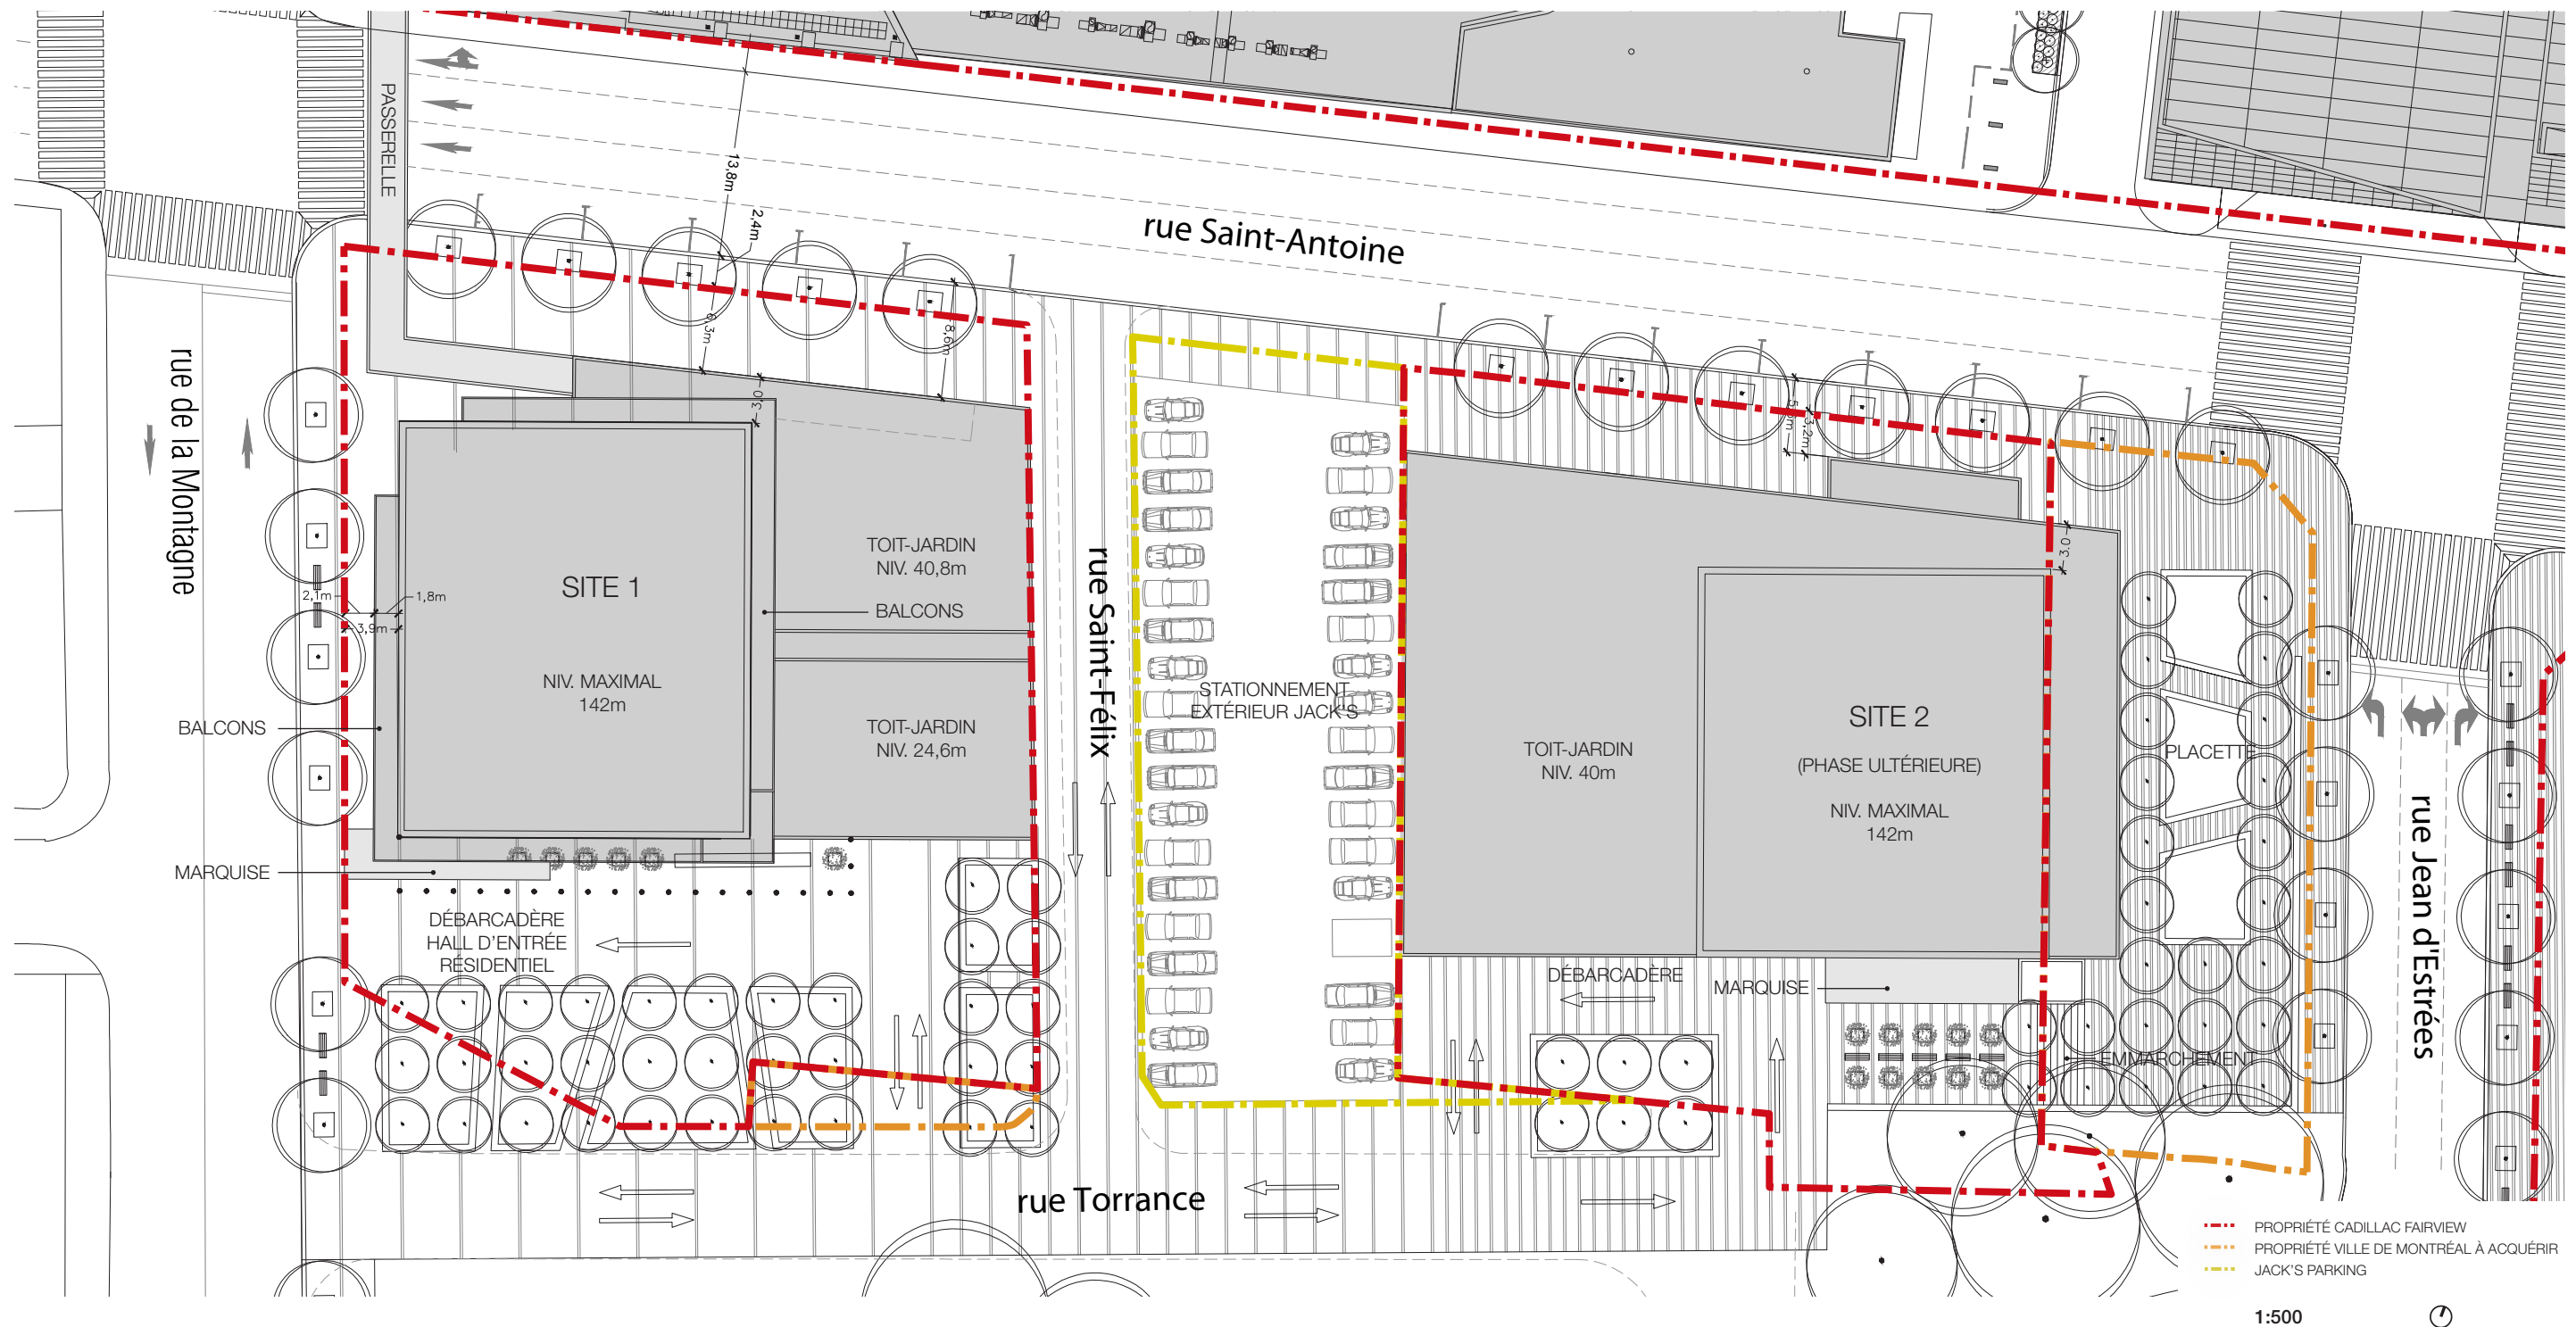 PASSERELLE
13,8m
2,4m
rue Saint-Antoine
6,3m
8,6m
3,0
rue de la Montagne
3,2m
SITE 1
NIV. MAXIMAL
142m
TOIT-JARDIN
NIV. 40,8m
BALCONS
2,1m
1,8m
3,9m
TOIT-JARDIN
NIV. 24,6m
BALCONS
MARQUISE
DÉBARCADÈRE
HALL D'ENTRÉE
RÉSIDENTIEL
rue Saint-Félix
STATIONNEMENT
EXTÉRIEUR JACK'S
TOIT-JARDIN
NIV. 40m
SITE 2
(PHASE ULTÉRIEURE)
NIV. MAXIMAL
142m
3.0
PLACETTE
DÉBARCADÈRE
MARQUISE
EMMARCHEMENT
rue Jean d'Estrées
rue Torrance
PROPRIÉTÉ CADILLAC FAIRVIEW
PROPRIÉTÉ VILLE DE MONTRÉAL À ACQUÉRIR
JACK'S PARKING
1:500